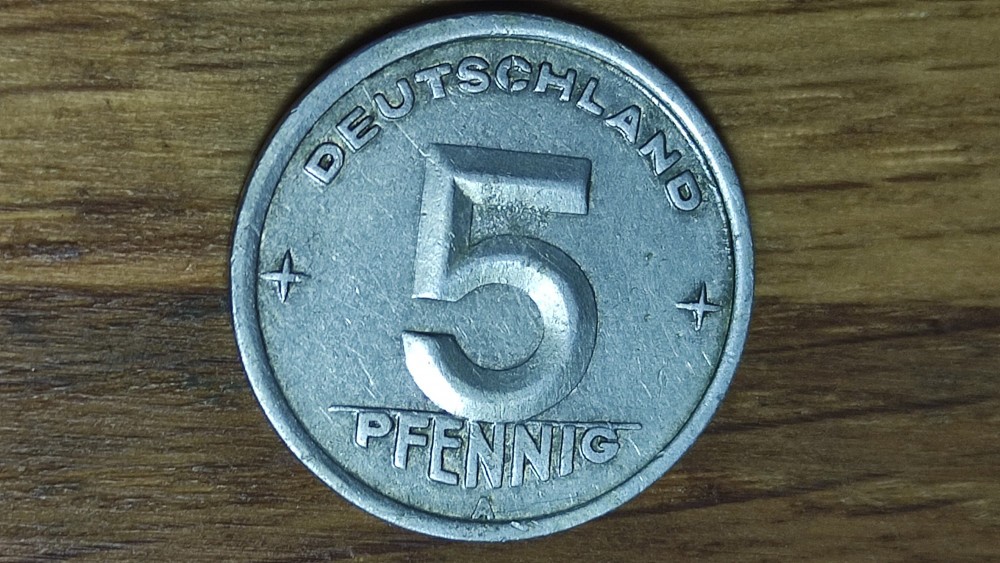 DEUTSCHLAND
5
PFENNIG
A